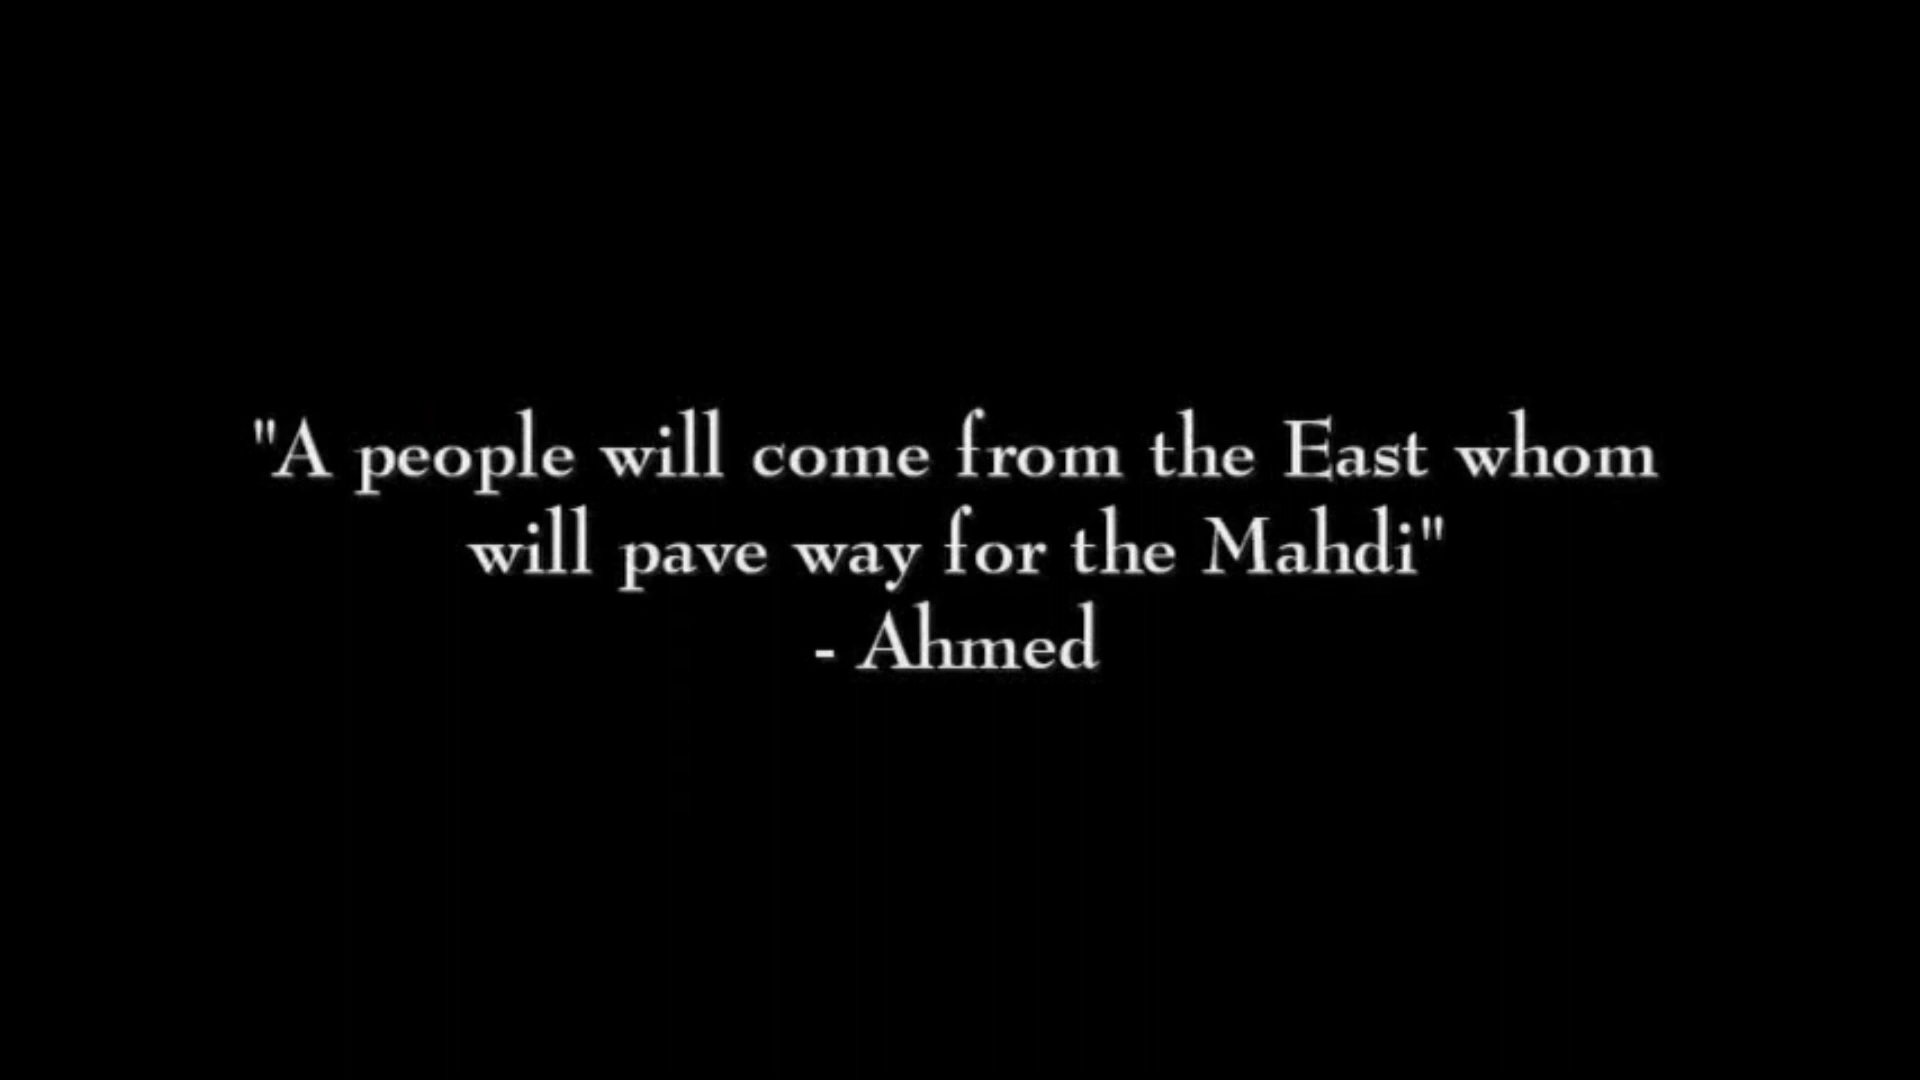 "A people will come from the East whom
will pave way for the Mahdi"
- Ahmed